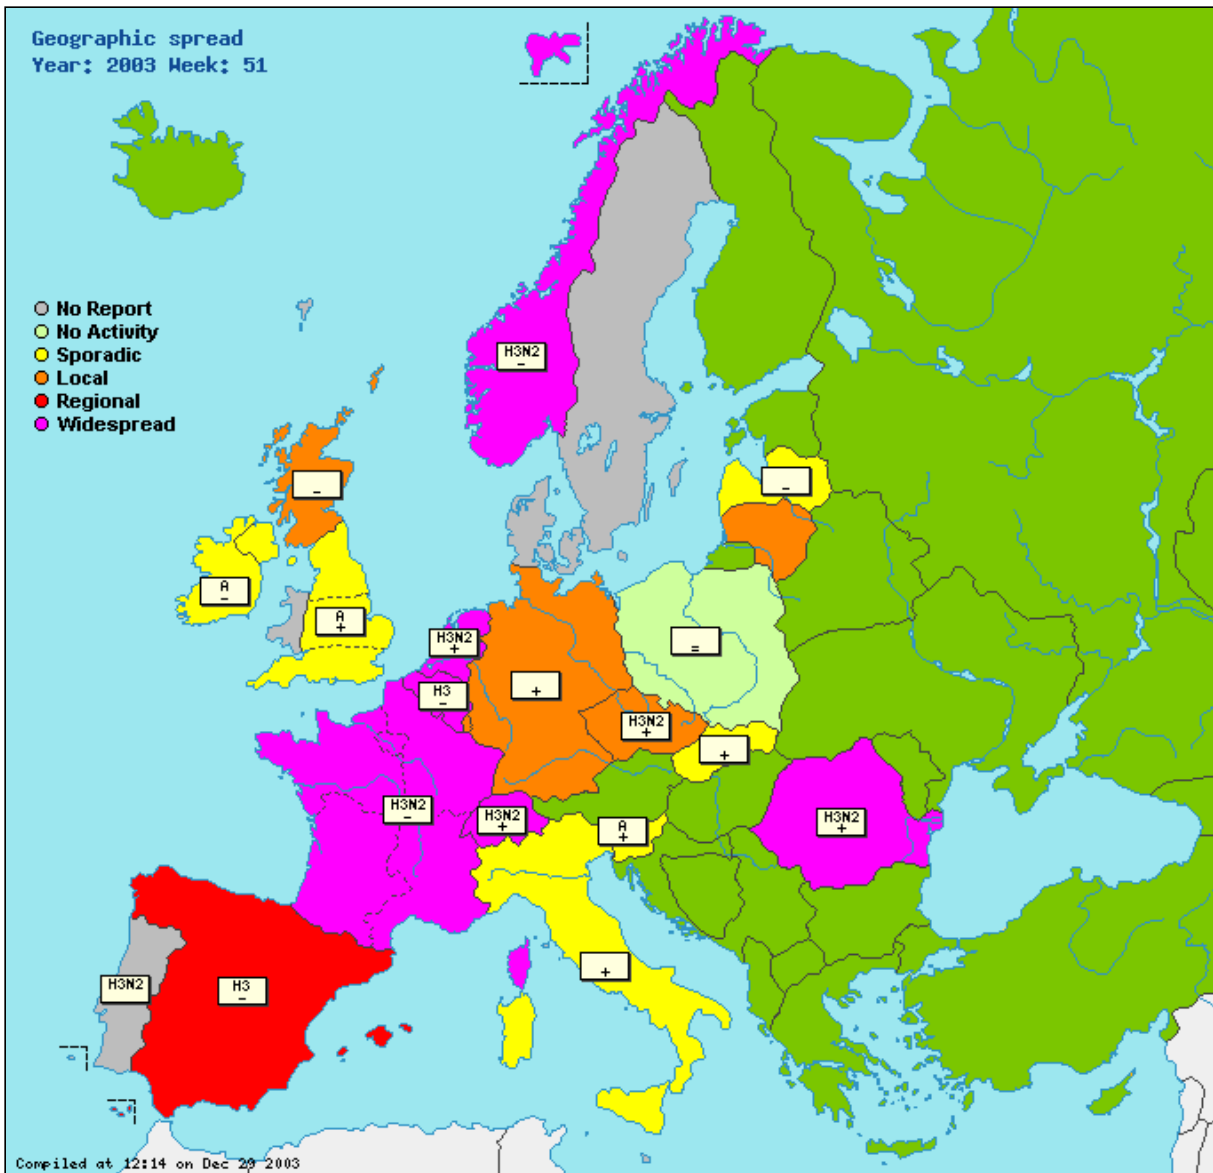 Geographic spread
Year: 2003 Week: 51
No Report
No Activity
Sporadic
Local
Regional
Widespread
H3N2
-
-
-
A
-
A
+
H3N2
+
=
H3
-
+
H3N2
+
+
H3N2
-
H3N2
+
A
+
H3N2
+
+
H3N2
H3
-
Compiled at 12:14 on Dec 29 2003